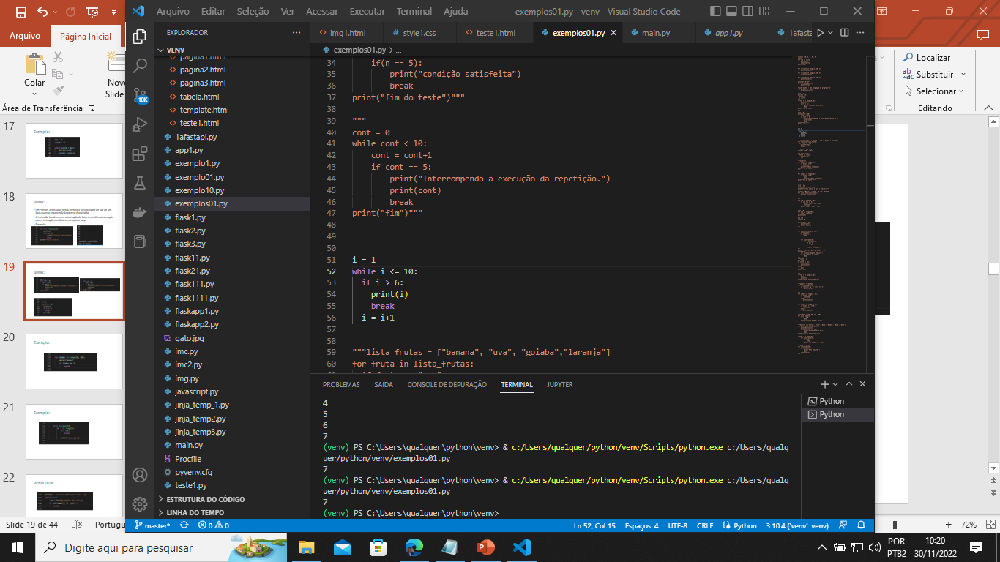 Arquivo
Página Inicial
Colar
Novo
Slide
Área de Transferência
Localizar
Substituir
Selecionar
Editando
17
Exemplo:
18
Break:
19
Break:
20
Exemplo:
21
Exemplo:
22
While True:
Slide 19 de 44
Portugu
72%
Arquivo Editar Seleção Ver Acessar Executar Terminal Ajuda
exemplos01.py - venv - Visual Studio Code
EXPLORADOR
VENV
pagina1.html
pagina2.html
pagina3.html
tabela.html
template.html
teste1.html
1afastapi.py
app1.py
exemplo1.py
exemplo01.py
exemplo10.py
exemplos01.py
flask1.py
flask2.py
flask3.py
flask11.py
flask21.py
flask111.py
flask1111.py
flaskapp1.py
flaskapp2.py
gato.jpg
imc.py
imc2.py
img.py
javascript.py
jinja_temp_1.py
jinja_temp2.py
jinja_temp3.py
main.py
Procfile
pyvenv.cfg
teste1.py
ESTRUTURA DO CÓDIGO
LINHA DO TEMPO
10K
img1.html
style1.css
teste1.html
exemplos01.py
main.py
app1.py
1afasta
exemplos01.py > ...
34 if(n == 5):
35 print("condição satisfeita")
36 break
37 print("fim do teste")"""
38
39 """
40 cont = 0
41 while cont < 10:
42 cont = cont+1
43 if cont == 5:
44 print("Interrompendo a execução da repetição.")
45 print(cont)
46 break
47 print("fim")"""
48
49
50
51 i = 1
52 while i <= 10:
53 if i > 6:
54 print(i)
55 break
56 i = i+1
57
58
59 """lista_frutas = ["banana", "uva", "goiaba","laranja"]
60 for fruta in lista_frutas:
PROBLEMAS SAÍDA CONSOLE DE DEPURAÇÃO TERMINAL JUPYTER
4
5
6
7
(venv) PS C:\Users\qualquer\python\venv> & c:/Users/qualquer/python/venv/Scripts/python.exe c:/Users/qualq
uer/python/venv/exemplos01.py
7
(venv) PS C:\Users\qualquer\python\venv> & c:/Users/qualquer/python/venv/Scripts/python.exe c:/Users/qualq
uer/python/venv/exemplos01.py
7
(venv) PS C:\Users\qualquer\python\venv>
Python
Python
master* 0 0
Ln 52, Col 15 Espaços: 4 UTF-8 CRLF Python 3.10.4 ('venv': venv)
Digite aqui para pesquisar
POR
PTB2
10:20
30/11/2022